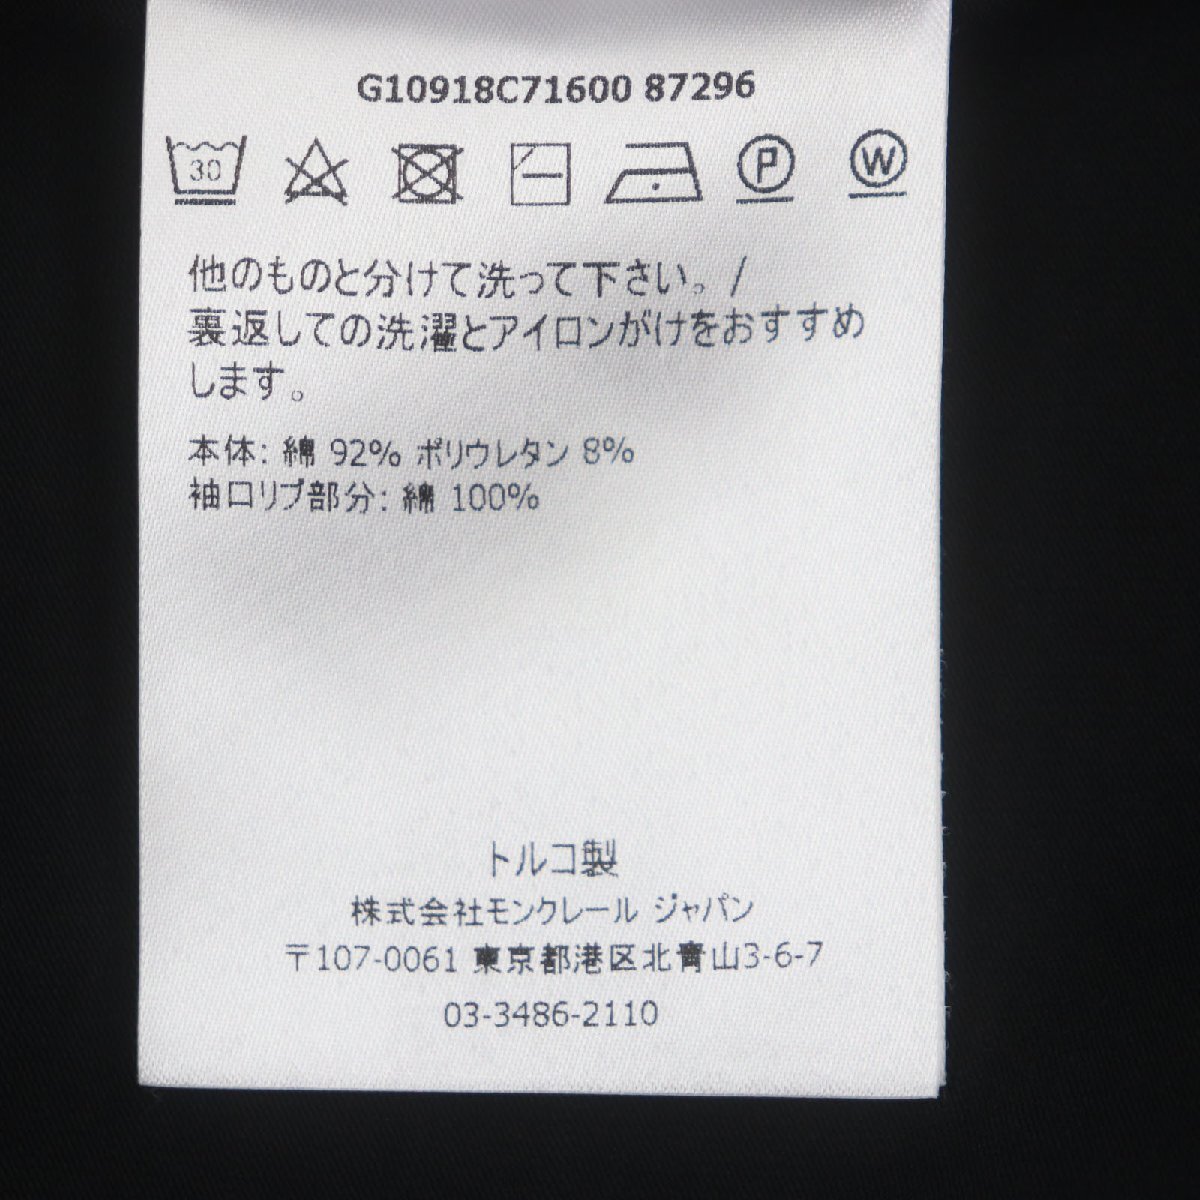 G10918C71600 87296
30 P W
他のものと分けて洗って下さい。/
裏返しての洗濯とアイロンがけをおすすめ
します。
本体: 綿 92% ポリウレタン 8%
袖口リブ部分: 綿 100%
トルコ製
株式会社モンクレール ジャパン
〒107-0061 東京都港区北青山3-6-7
03-3486-2110